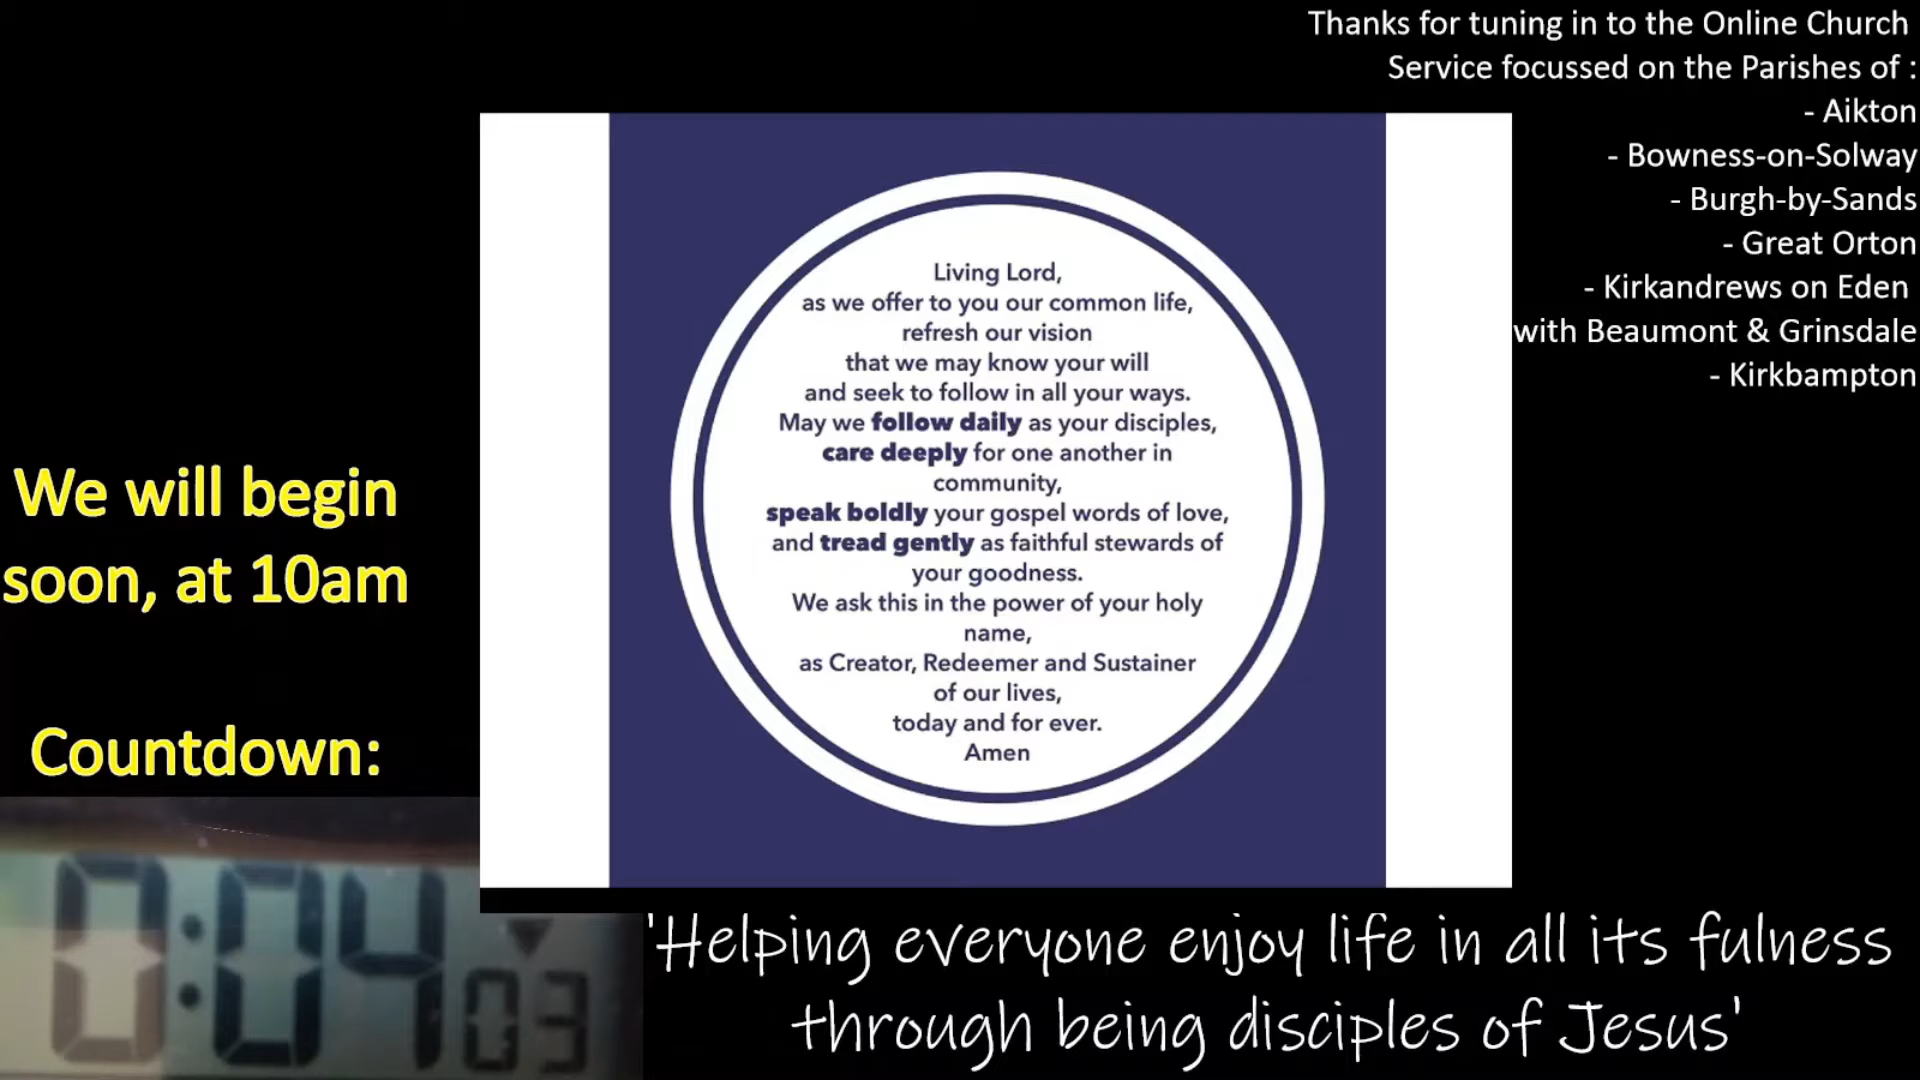 Thanks for tuning in to the Online Church
Service focussed on the Parishes of :
- Aikton
- Bowness-on-Solway
- Burgh-by-Sands
- Great Orton
- Kirkandrews on Eden
with Beaumont & Grinsdale
- Kirkbampton
Living Lord,
as we offer to you our common life,
refresh our vision
that we may know your will
and seek to follow in all your ways.
May we follow daily as your disciples,
care deeply for one another in
community,
speak boldly your gospel words of love,
and tread gently as faithful stewards of
your goodness.
We ask this in the power of your holy
name,
as Creator, Redeemer and Sustainer
of our lives,
today and for ever.
Amen
We will begin
soon, at 10am
Countdown:
0:04 03
'Helping everyone enjoy life in all its fulness
through being disciples of Jesus'